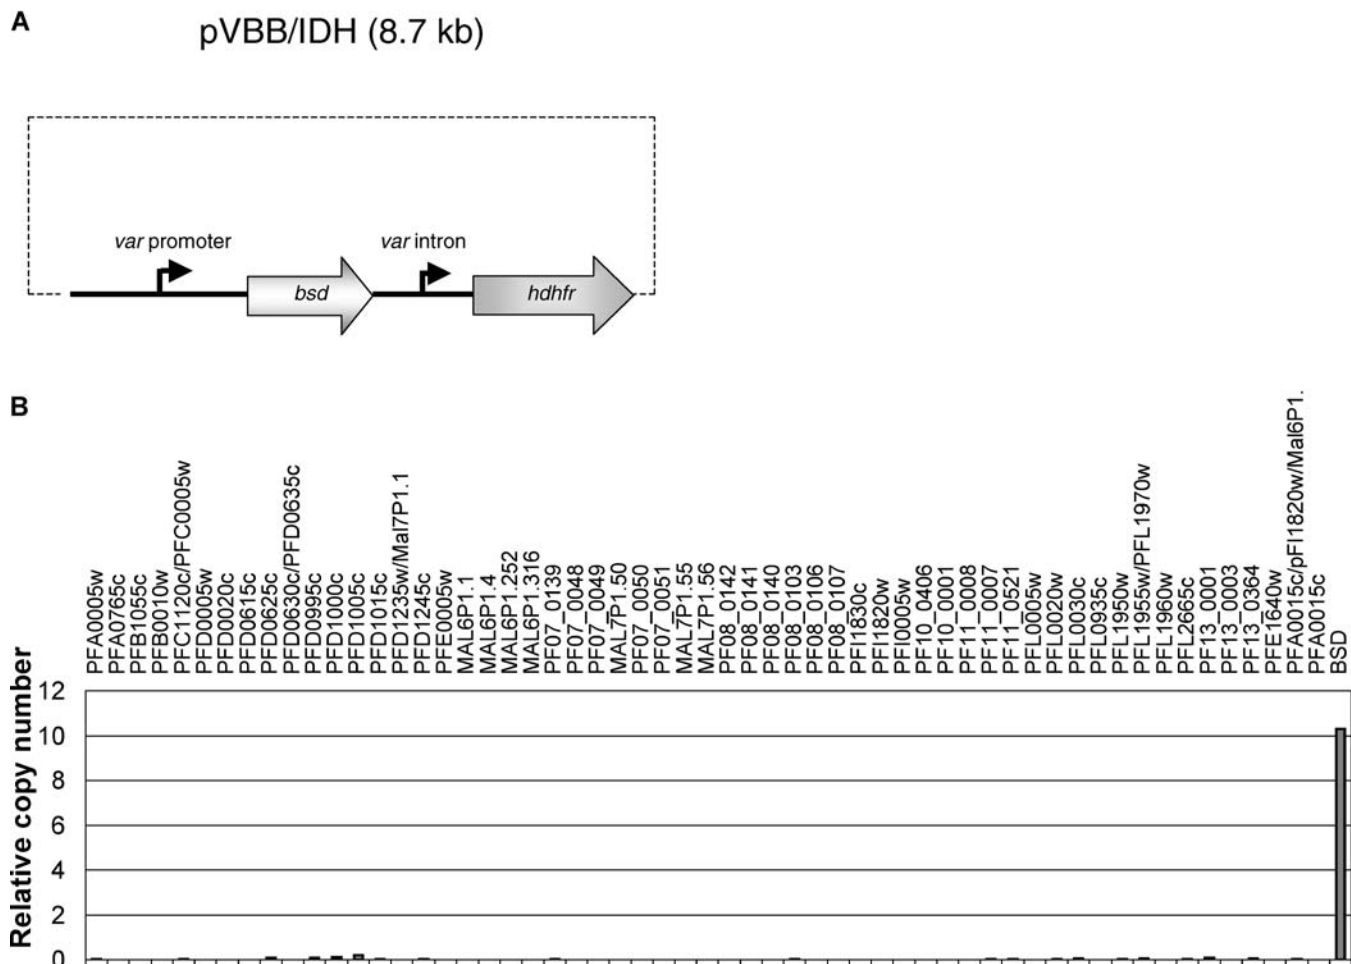 A
pVBB/IDH (8.7 kb)
var promoter
var intron
bsd
hdhfr
B
PFA0005w
PFA0765c
PFB1055c
PFB0010w
PFC1120c/PFC0005w
PFD0005w
PFD0020c
PFD0615c
PFD0625c
PFD0630c/PFD0635c
PFD0995c
PFD1000c
PFD1005c
PFD1015c
PFD1235w/Mal7P1.1
PFD1245c
PFE0005w
MAL6P1.1
MAL6P1.4
MAL6P1.252
MAL6P1.316
PF07_0139
PF07_0048
PF07_0049
MAL7P1.50
PF07_0050
PF07_0051
MAL7P1.55
MAL7P1.56
PF08_0142
PF08_0141
PF08_0140
PF08_0103
PF08_0106
PF08_0107
PFI1830c
PFI1820w
PFI0005w
PF10_0406
PF10_0001
PF11_0008
PF11_0007
PF11_0521
PFL0005w
PFL0020w
PFL0030c
PFL0935c
PFL1950w
PFL1955w/PFL1970w
PFL1960w
PFL2665c
PF13_0001
PF13_0003
PF13_0364
PFE1640w
PFA0015c/pFI1820w/Mal6P1.
PFA0015c
BSD
Relative copy number
12
10
8
6
4
2
0